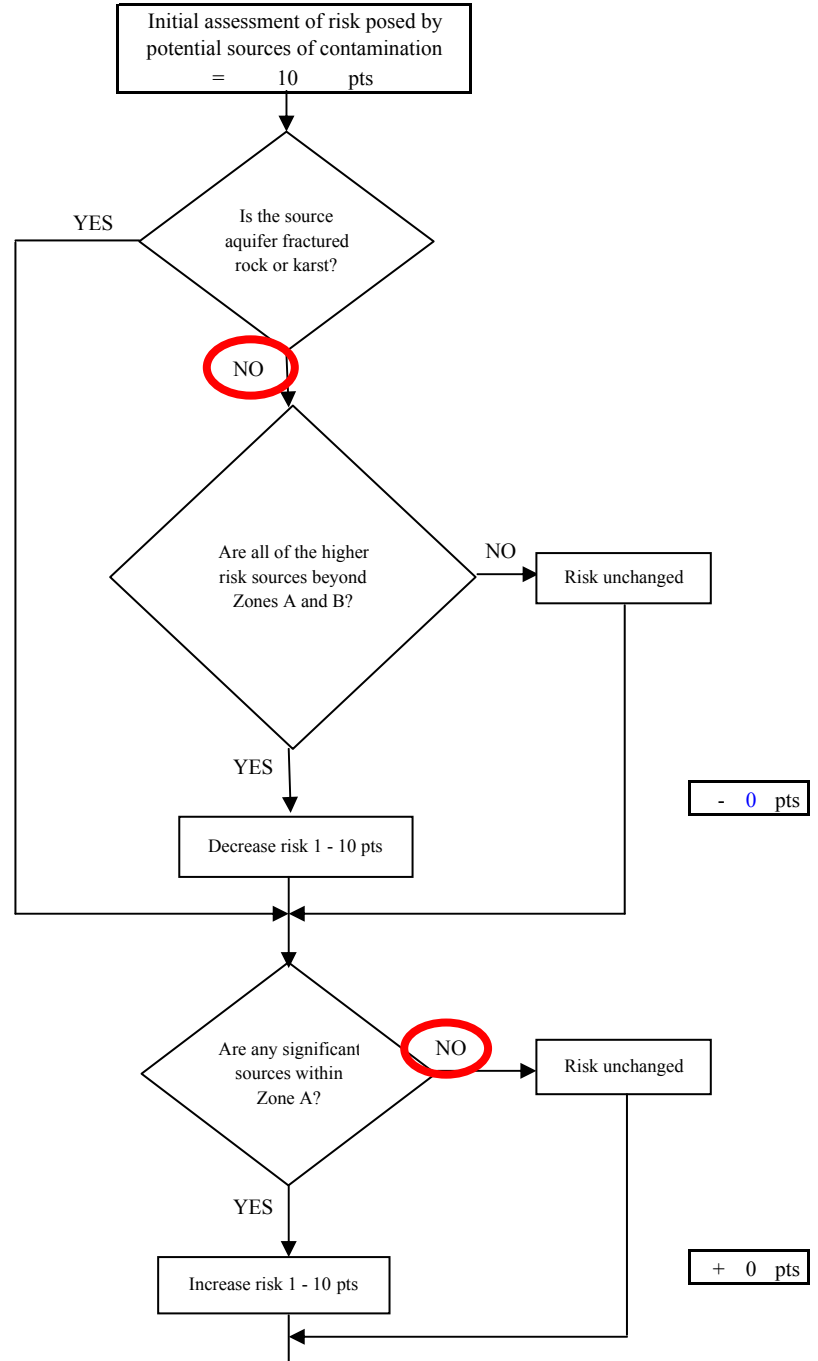 Initial assessment of risk posed by
potential sources of contamination
= 10 pts
YES
Is the source
aquifer fractured
rock or karst?
NO
Are all of the higher
risk sources beyond
Zones A and B?
NO
Risk unchanged
YES
- 0 pts
Decrease risk 1 - 10 pts
Are any significant
sources within
Zone A?
NO
Risk unchanged
YES
+ 0 pts
Increase risk 1 - 10 pts